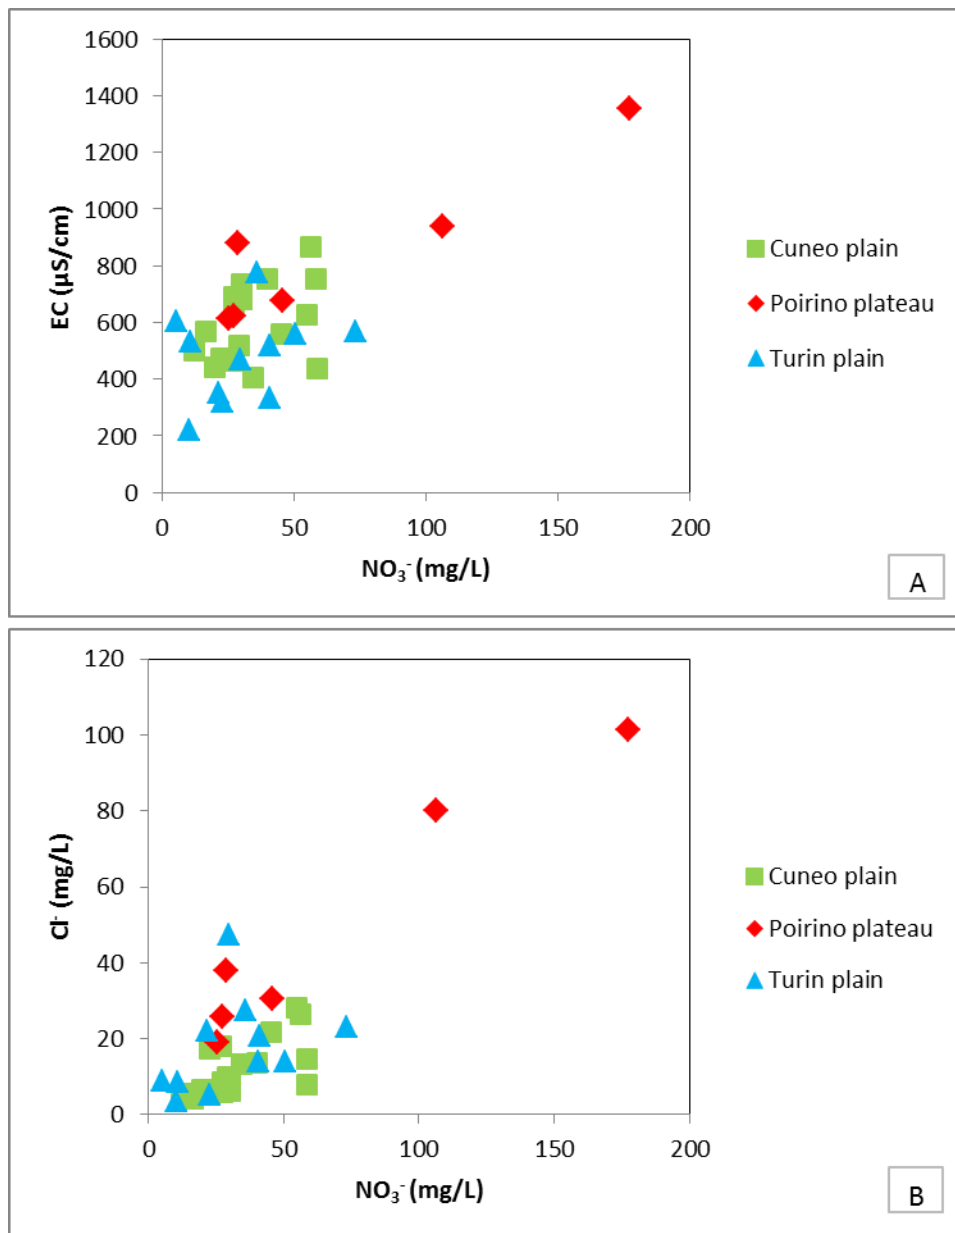 1600
1400
1200
1000
800
600
400
200
0
EC (µS/cm)
0 50 100 150 200
NO₃⁻ (mg/L)
Cuneo plain
Poirino plateau
Turin plain
A
120
100
80
60
40
20
0
Cl⁻ (mg/L)
0 50 100 150 200
NO₃⁻ (mg/L)
Cuneo plain
Poirino plateau
Turin plain
B